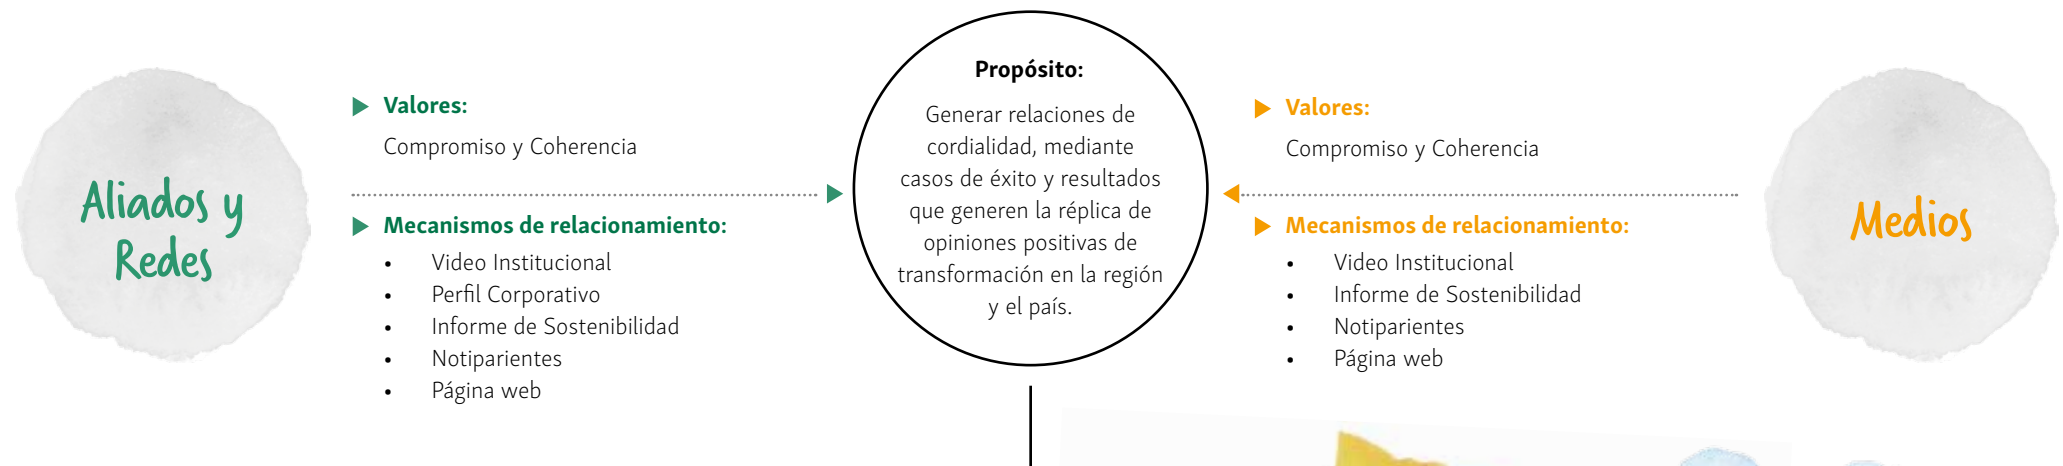 Aliados y
Redes
Valores:
Compromiso y Coherencia
Mecanismos de relacionamiento:
• Video Institucional
• Perfil Corporativo
• Informe de Sostenibilidad
• Notiparientes
• Página web
Propósito:
Generar relaciones de
cordialidad, mediante
casos de éxito y resultados
que generen la réplica de
opiniones positivas de
transformación en la región
y el país.
Valores:
Compromiso y Coherencia
Mecanismos de relacionamiento:
• Video Institucional
• Informe de Sostenibilidad
• Notiparientes
• Página web
Medios